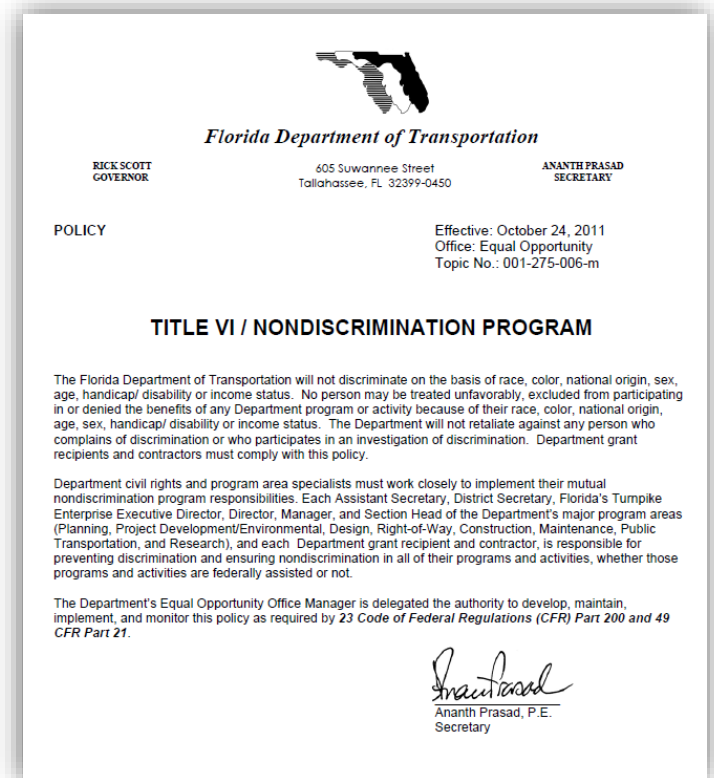 Florida Department of Transportation
RICK SCOTT
GOVERNOR
605 Suwannee Street
Tallahassee, FL 32399-0450
ANANTH PRASAD
SECRETARY
POLICY
Effective: October 24, 2011
Office: Equal Opportunity
Topic No.: 001-275-006-m
TITLE VI / NONDISCRIMINATION PROGRAM
The Florida Department of Transportation will not discriminate on the basis of race, color, national origin, sex,
age, handicap/ disability or income status. No person may be treated unfavorably, excluded from participating
in or denied the benefits of any Department program or activity because of their race, color, national origin,
age, sex, handicap/ disability or income status. The Department will not retaliate against any person who
complains of discrimination or who participates in an investigation of discrimination. Department grant
recipients and contractors must comply with this policy.
Department civil rights and program area specialists must work closely to implement their mutual
nondiscrimination program responsibilities. Each Assistant Secretary, District Secretary, Florida's Turnpike
Enterprise Executive Director, Director, Manager, and Section Head of the Department's major program areas
(Planning, Project Development/Environmental, Design, Right-of-Way, Construction, Maintenance, Public
Transportation, and Research), and each Department grant recipient and contractor, is responsible for
preventing discrimination and ensuring nondiscrimination in all of their programs and activities, whether those
programs and activities are federally assisted or not.
The Department's Equal Opportunity Office Manager is delegated the authority to develop, maintain,
implement, and monitor this policy as required by 23 Code of Federal Regulations (CFR) Part 200 and 49
CFR Part 21.
Ananth Prasad, P.E.
Secretary